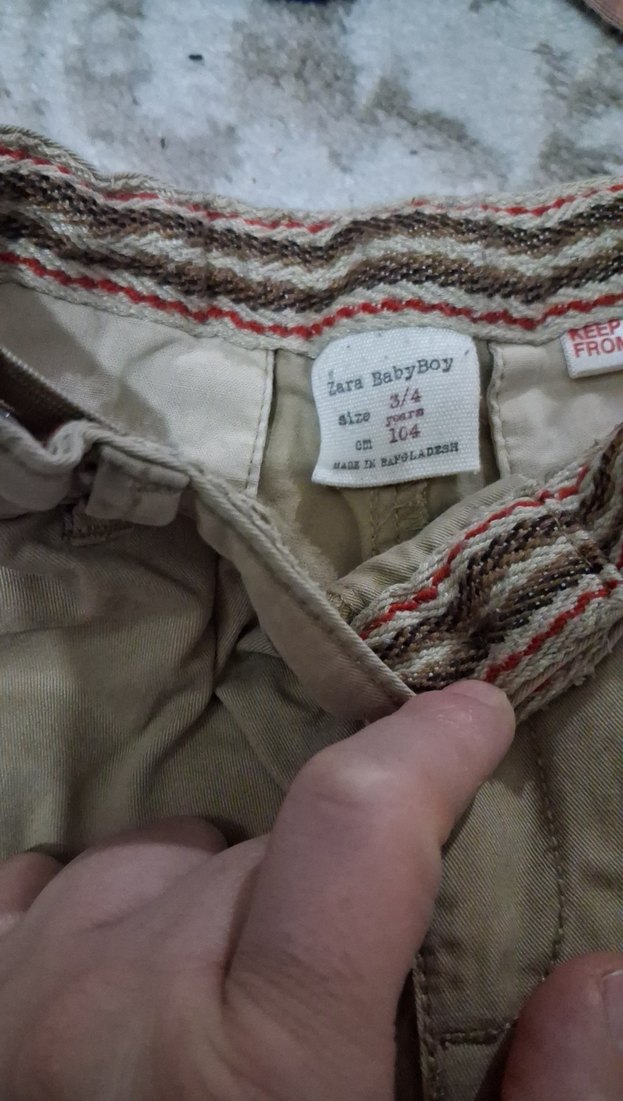 Zara BabyBoy
size 3/4
years
cm 104
MADE IN BANGLADESH
KEEP
FROM